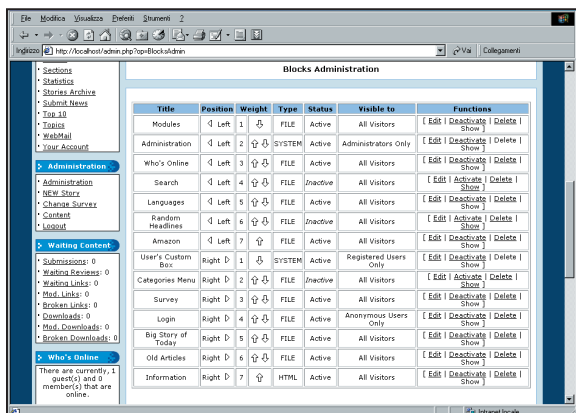 File Modifica Visualizza Preferiti Strumenti ?
Indirizzo http://localhost/admin.php?op=BlocksAdmin Vai Collegamenti
Sections
Statistics
Stories Archive
Submit News
Top 10
Topics
WebMail
Your Account
Administration
Administration
NEW Story
Change Survey
Content
Logout
Waiting Content
Submissions: 0
Waiting Reviews: 0
Waiting Links: 0
Mod. Links: 0
Broken Links: 0
Downloads: 0
Mod. Downloads: 0
Broken Downloads: 0
Who's Online
There are currently, 1
guest(s) and 0
member(s) that are
online.
Blocks Administration
Title Position Weight Type Status Visible to Functions
Modules Left 1 FILE Active All Visitors [ Edit | Deactivate | Delete | Show ]
Administration Left 2 SYSTEM Active Administrators Only [ Edit | Deactivate | Delete | Show ]
Who's Online Left 3 FILE Active All Visitors [ Edit | Deactivate | Delete | Show ]
Search Left 4 FILE Inactive All Visitors [ Edit | Activate | Delete | Show ]
Languages Left 5 FILE Active All Visitors [ Edit | Deactivate | Delete | Show ]
Random Headlines Left 6 FILE Inactive All Visitors [ Edit | Activate | Delete | Show ]
Amazon Left 7 FILE Active All Visitors [ Edit | Deactivate | Delete | Show ]
User's Custom Box Right 1 SYSTEM Active Registered Users Only [ Edit | Deactivate | Delete | Show ]
Categories Menu Right 2 FILE Inactive All Visitors [ Edit | Activate | Delete | Show ]
Survey Right 3 FILE Active All Visitors [ Edit | Deactivate | Delete | Show ]
Login Right 4 FILE Active Anonymous Users Only [ Edit | Deactivate | Delete | Show ]
Big Story of Today Right 5 FILE Active All Visitors [ Edit | Deactivate | Delete | Show ]
Old Articles Right 6 FILE Active All Visitors [ Edit | Deactivate | Delete | Show ]
Information Right 7 HTML Active All Visitors [ Edit | Deactivate | Delete | Show ]
Intranet locale